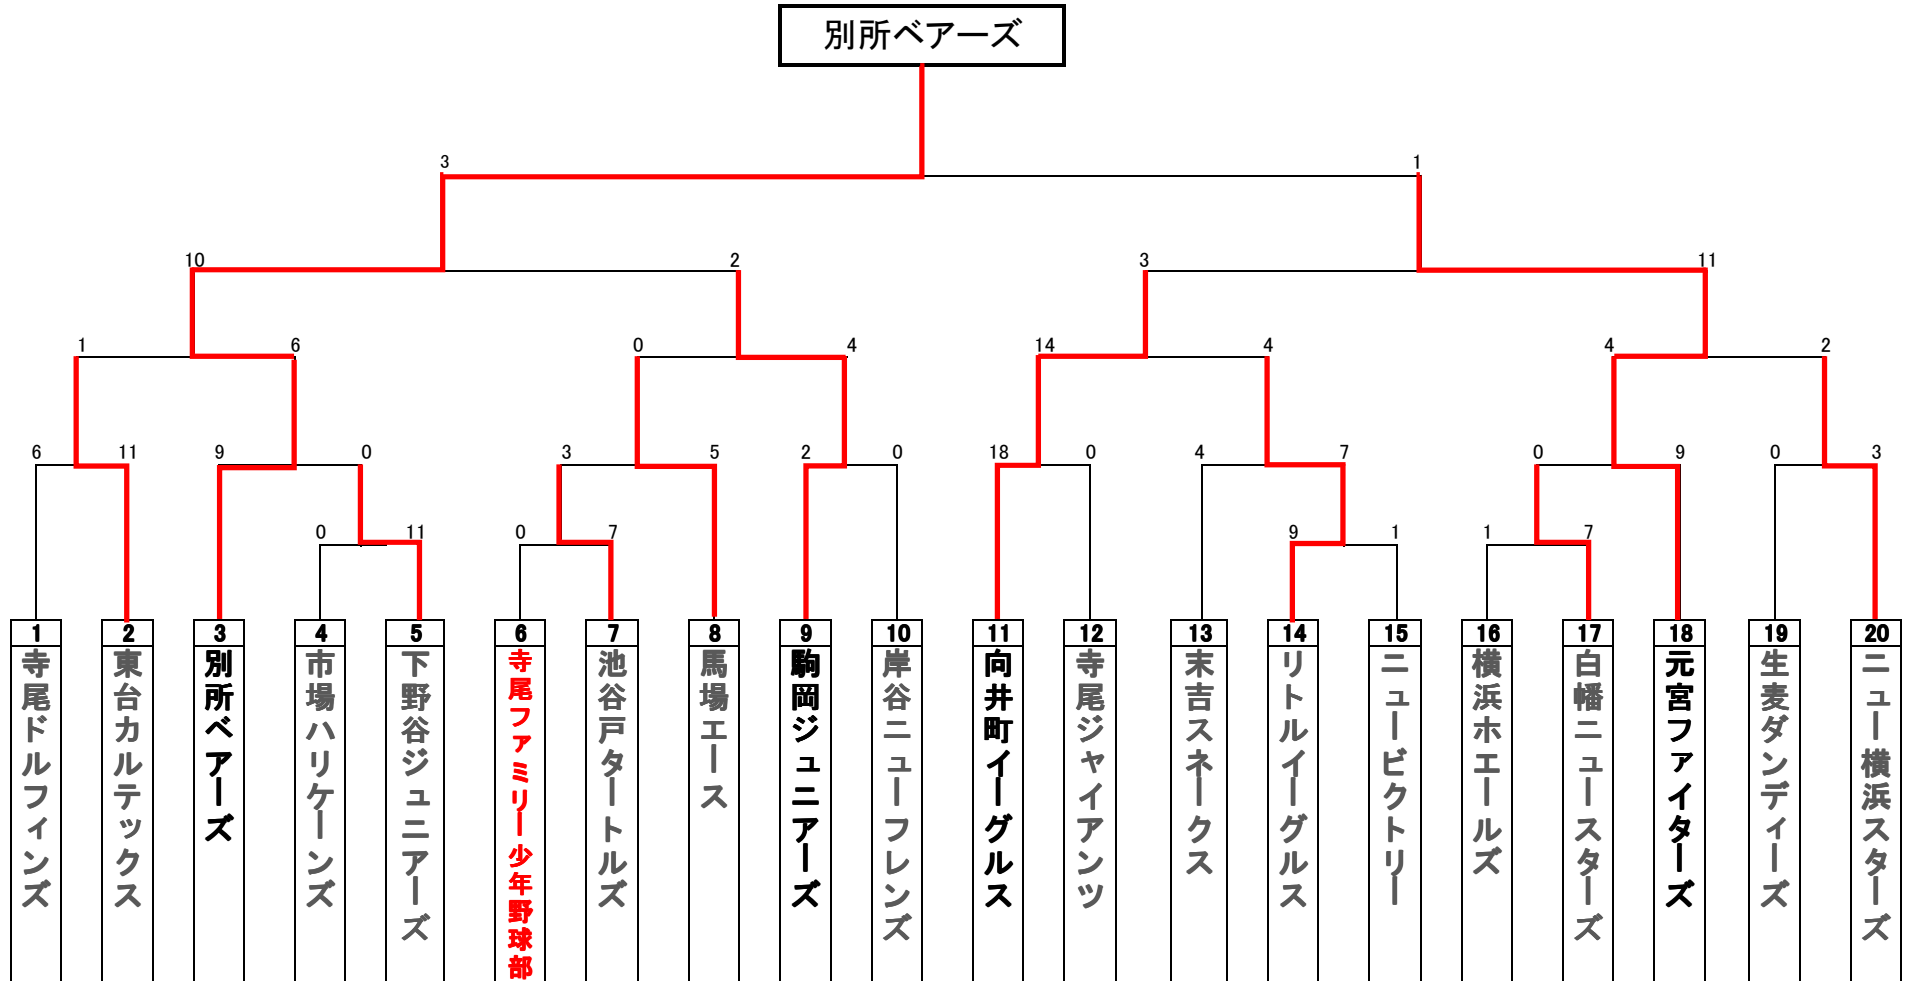 別所ベアーズ
3 1
10 2 3 11
1 6 0 4 14 4 4 2
6 11 9 0 3 5 2 0 18 0 4 7 0 9 0 3
0 11 0 7 9 1 1 7
1 2 3 4 5 6 7 8 9 10 11 12 13 14 15 16 17 18 19 20
寺尾ドルフィンズ
東台カルテックス
別所ベアーズ
市場ハリケーンズ
下野谷ジュニアーズ
寺尾ファミリー少年野球部
池谷戸タートルズ
馬場エース
駒岡ジュニアーズ
岸谷ニューフレンズ
向井町イーグルス
寺尾ジャイアンツ
末吉スネークス
リトルイーグルス
ニュービクトリー
横浜ホエールズ
白幡ニュースターズ
元宮ファイターズ
生麦ダンディーズ
ニュー横浜スターズ